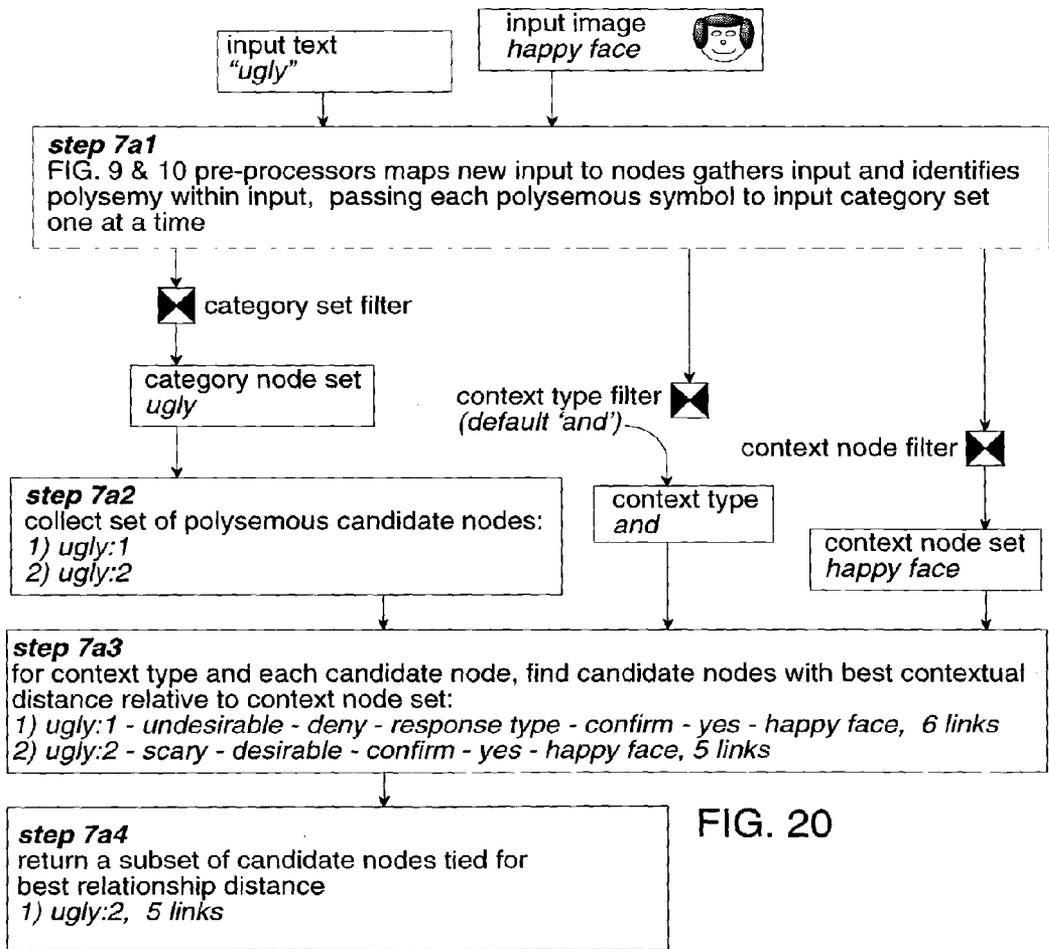 input text
"ugly"
input image
happy face
step 7a1
FIG. 9 & 10 pre-processors maps new input to nodes gathers input and identifies
polysemy within input, passing each polysemous symbol to input category set
one at a time
category set filter
category node set
ugly
context type filter
(default 'and')
context node filter
step 7a2
collect set of polysemous candidate nodes:
1) ugly:1
2) ugly:2
context type
and
context node set
happy face
step 7a3
for context type and each candidate node, find candidate nodes with best contextual
distance relative to context node set:
1) ugly:1 - undesirable - deny - response type - confirm - yes - happy face, 6 links
2) ugly:2 - scary - desirable - confirm - yes - happy face, 5 links
step 7a4
return a subset of candidate nodes tied for
best relationship distance
1) ugly:2, 5 links
FIG. 20